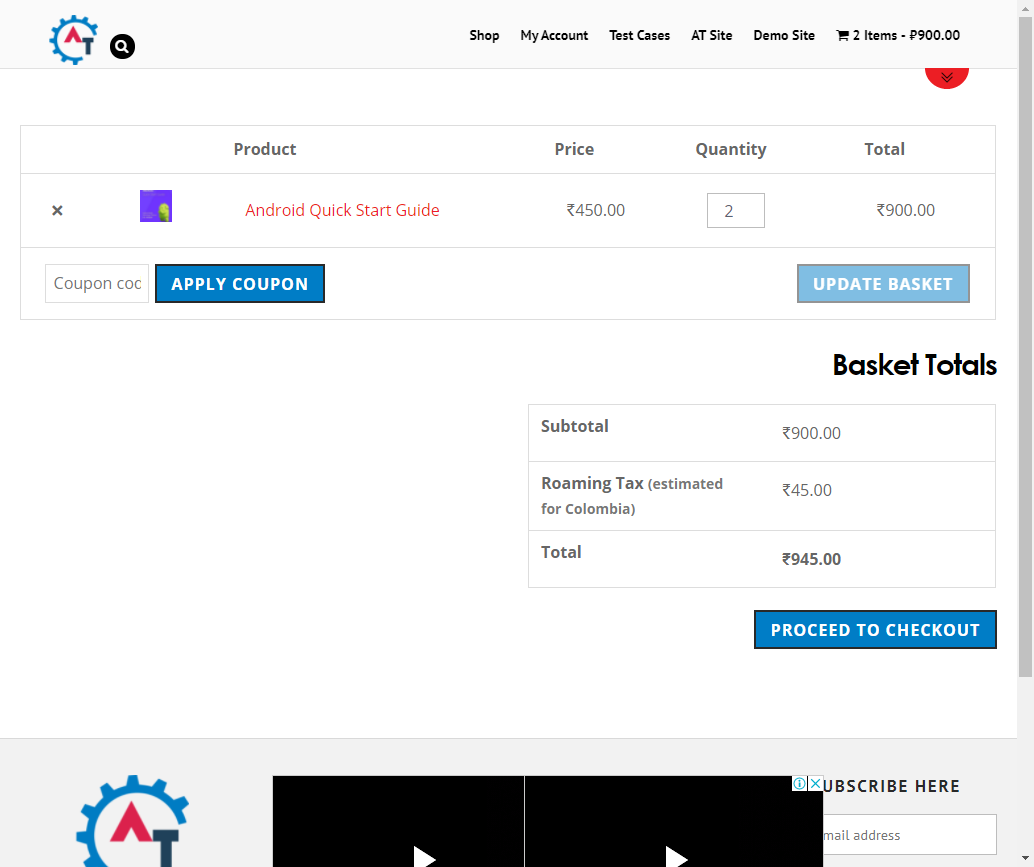 AT
Shop My Account Test Cases AT Site Demo Site 2 Items - ₽900.00
Product Price Quantity Total
× Android Quick Start Guide ₹450.00 2 ₹900.00
Coupon cod APPLY COUPON UPDATE BASKET
Basket Totals
Subtotal ₹900.00
Roaming Tax (estimated
for Colombia) ₹45.00
Total ₹945.00
PROCEED TO CHECKOUT
AT
UBSCRIBE HERE
mail address